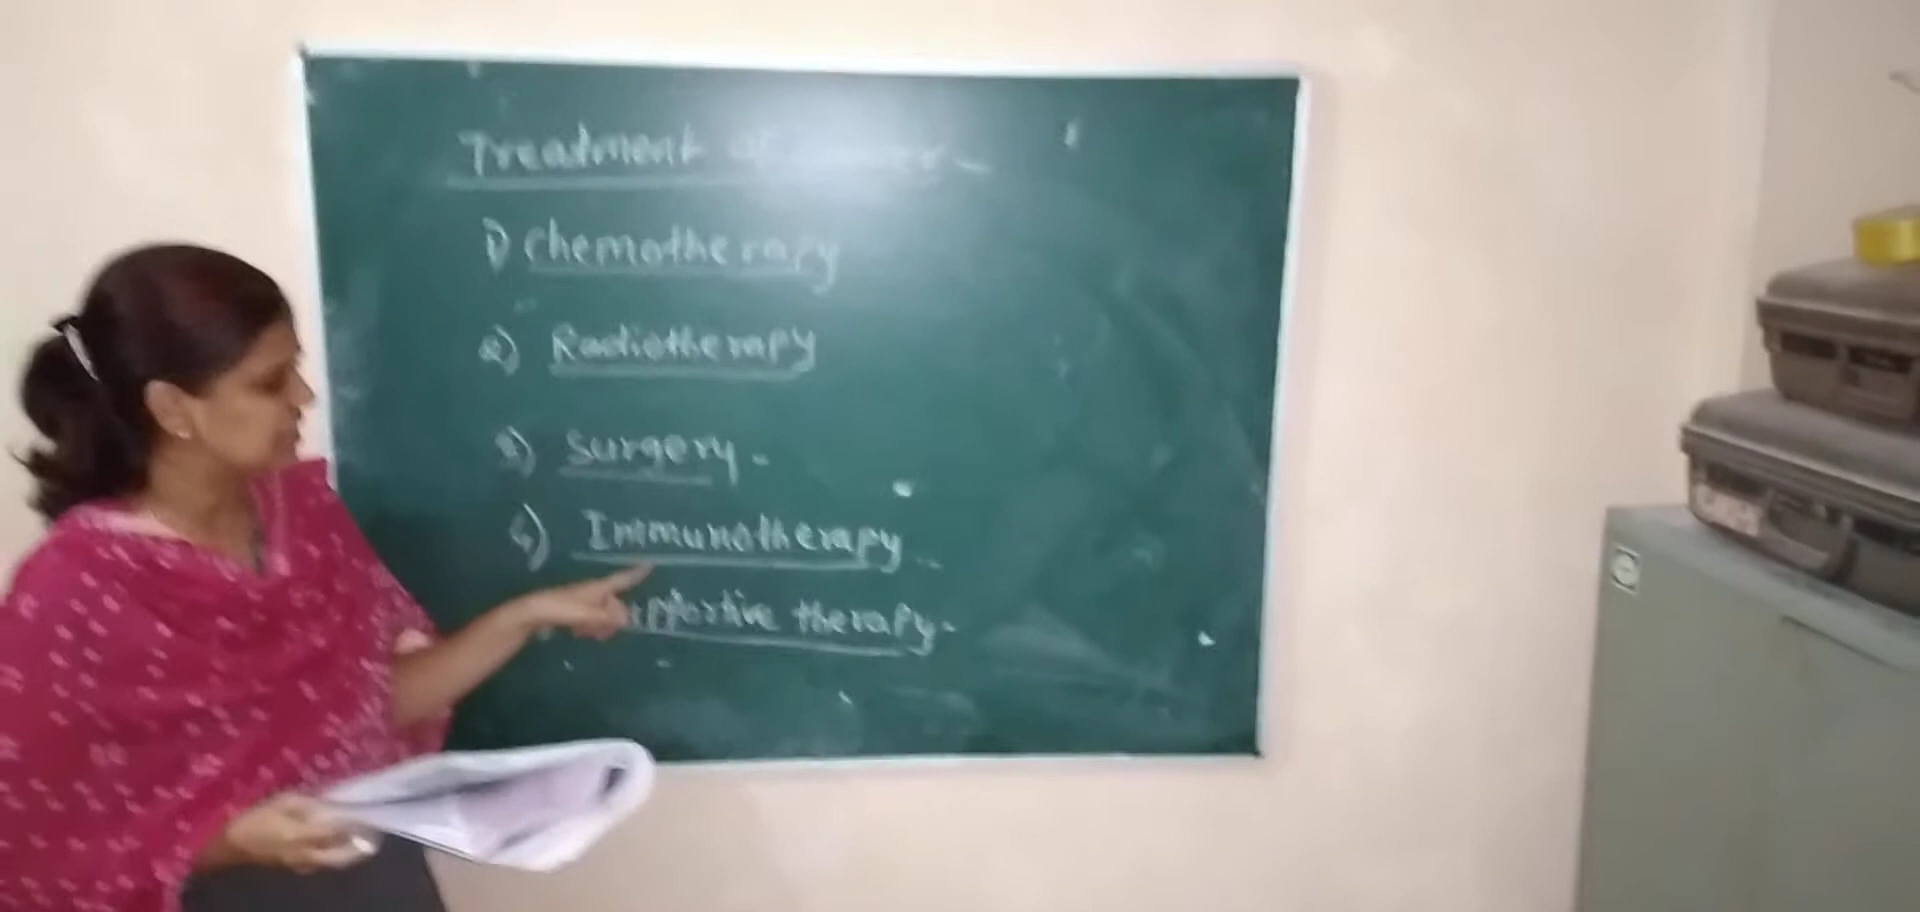 Treatment of
1) Chemotherapy
2) Radiotherapy
3) Surgery -
4) Immunotherapy -
therapy -